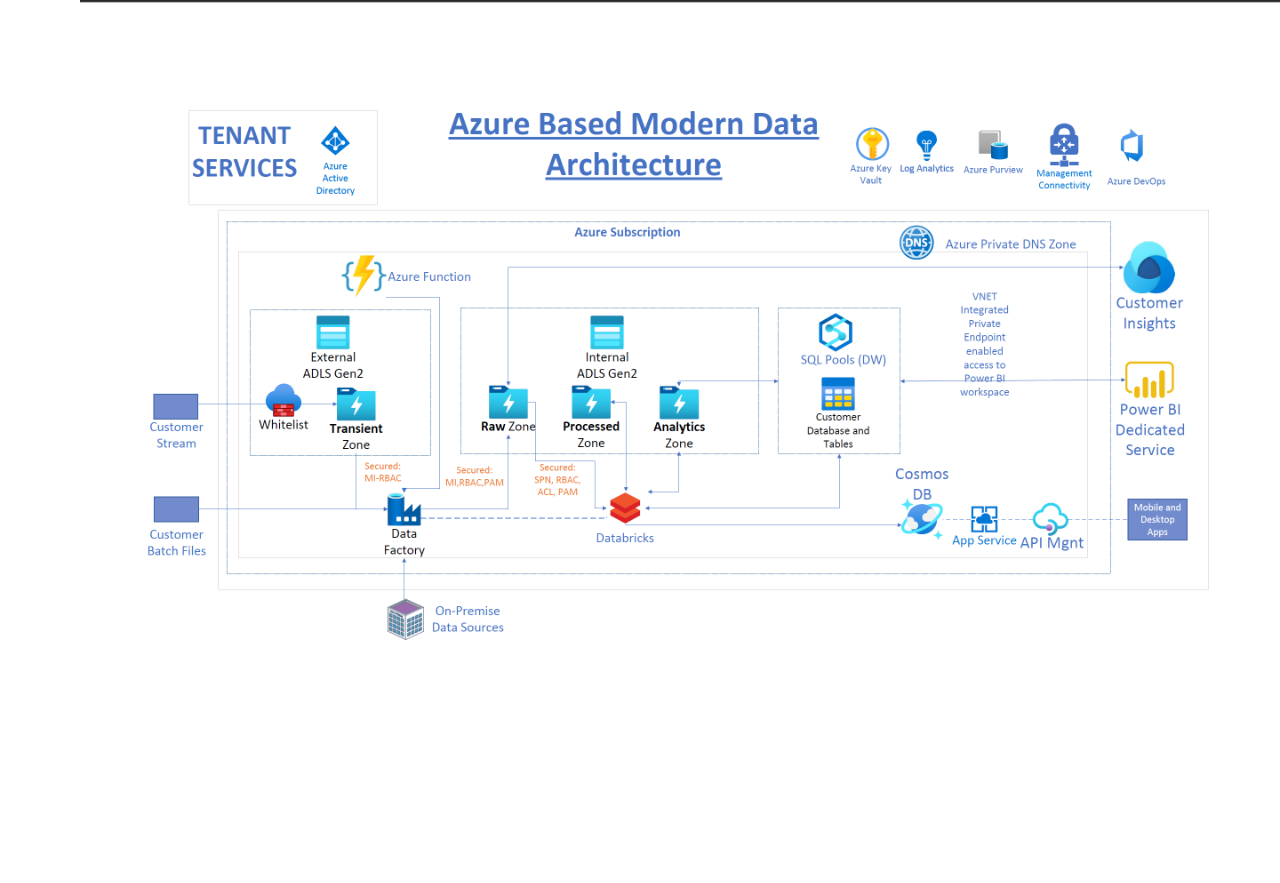 TENANT
SERVICES
Azure
Active
Directory
Azure Based Modern Data
Architecture
Azure Key
Vault
Log Analytics
Azure Purview
Management
Connectivity
Azure DevOps
Azure Subscription
DNS
Azure Private DNS Zone
Azure Function
External
ADLS Gen2
Whitelist
Transient
Zone
Internal
ADLS Gen2
Raw Zone
Processed
Zone
Analytics
Zone
SQL Pools (DW)
Customer
Database and
Tables
VNET
Integrated
Private
Endpoint
enabled
access to
Power BI
workspace
Customer
Insights
Power BI
Dedicated
Service
Customer
Stream
Customer
Batch Files
Secured:
MI-RBAC
Secured:
MI,RBAC,PAM
Secured:
SPN, RBAC,
ACL, PAM
Data
Factory
Databricks
Cosmos
DB
App Service
API Mgnt
Mobile and
Desktop
Apps
On-Premise
Data Sources